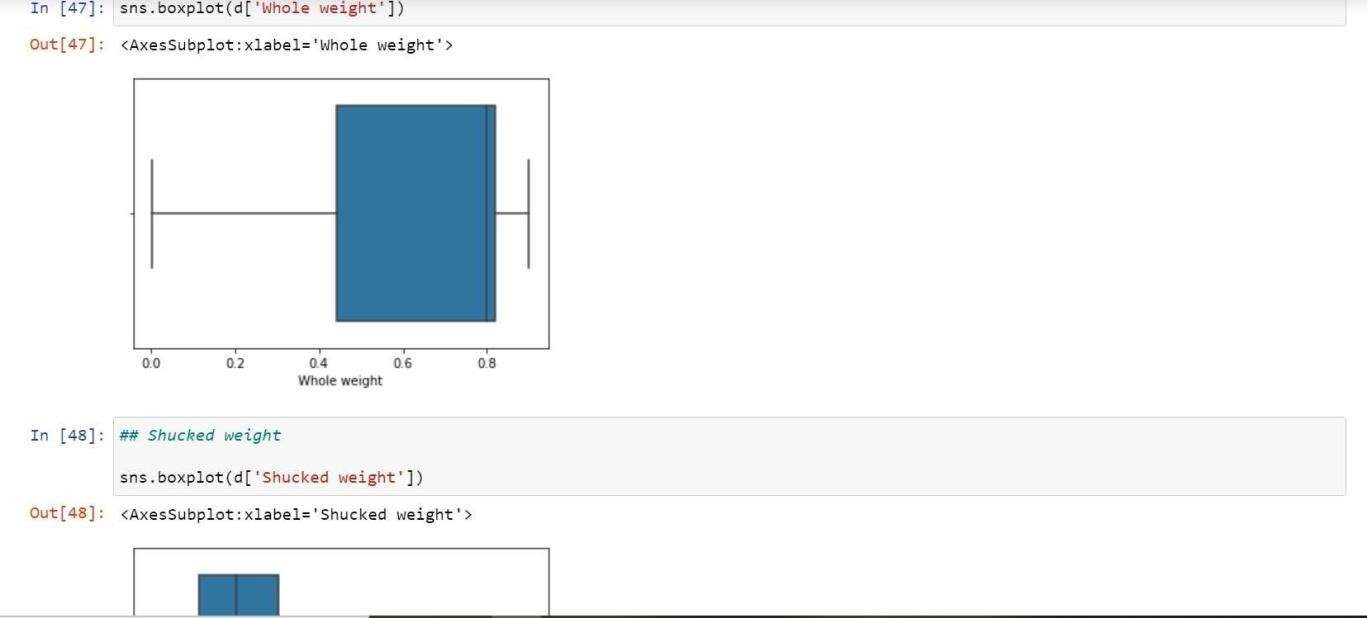 In [47]: sns.boxplot(d['Whole weight'])
Out[47]: <AxesSubplot:xlabel='Whole weight'>
0.0 0.2 0.4 0.6 0.8
Whole weight
In [48]: ## Shucked weight
sns.boxplot(d['Shucked weight'])
Out[48]: <AxesSubplot:xlabel='Shucked weight'>